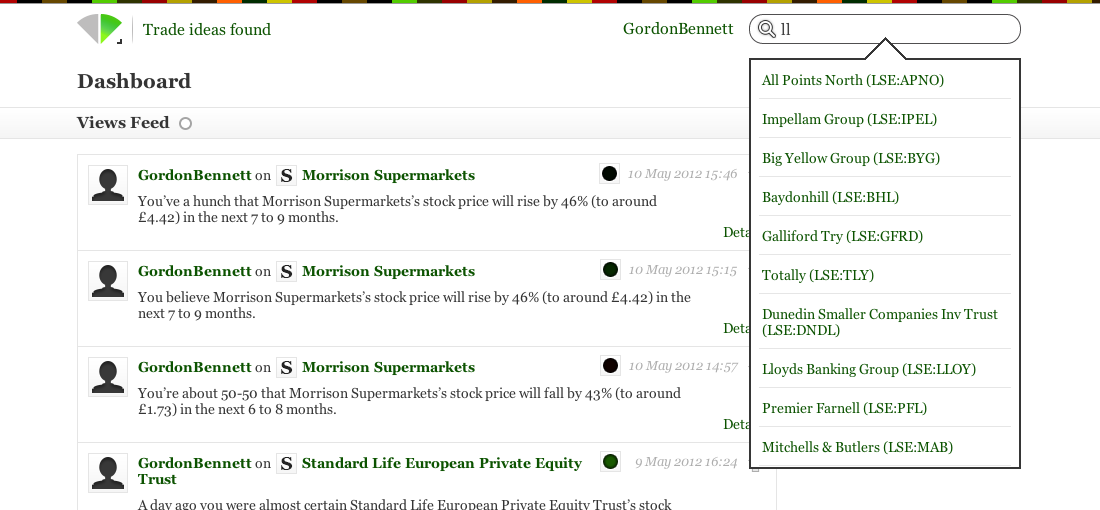 Trade ideas found
GordonBennett
ll
Dashboard
Views Feed
GordonBennett on S Morrison Supermarkets
10 May 2012 15:46
You’ve a hunch that Morrison Supermarkets’s stock price will rise by 46% (to around
£4.42) in the next 7 to 9 months.
Deta
GordonBennett on S Morrison Supermarkets
10 May 2012 15:15
You believe Morrison Supermarkets’s stock price will rise by 46% (to around £4.42) in the
next 7 to 9 months.
Deta
GordonBennett on S Morrison Supermarkets
10 May 2012 14:57
You’re about 50-50 that Morrison Supermarkets’s stock price will fall by 43% (to around
£1.73) in the next 6 to 8 months.
Deta
GordonBennett on S Standard Life European Private Equity
Trust
9 May 2012 16:24
A day ago you were almost certain Standard Life European Private Equity Trust’s stock
All Points North (LSE:APNO)
Impellam Group (LSE:IPEL)
Big Yellow Group (LSE:BYG)
Baydonhill (LSE:BHL)
Galliford Try (LSE:GFRD)
Totally (LSE:TLY)
Dunedin Smaller Companies Inv Trust
(LSE:DNDL)
Lloyds Banking Group (LSE:LLOY)
Premier Farnell (LSE:PFL)
Mitchells & Butlers (LSE:MAB)